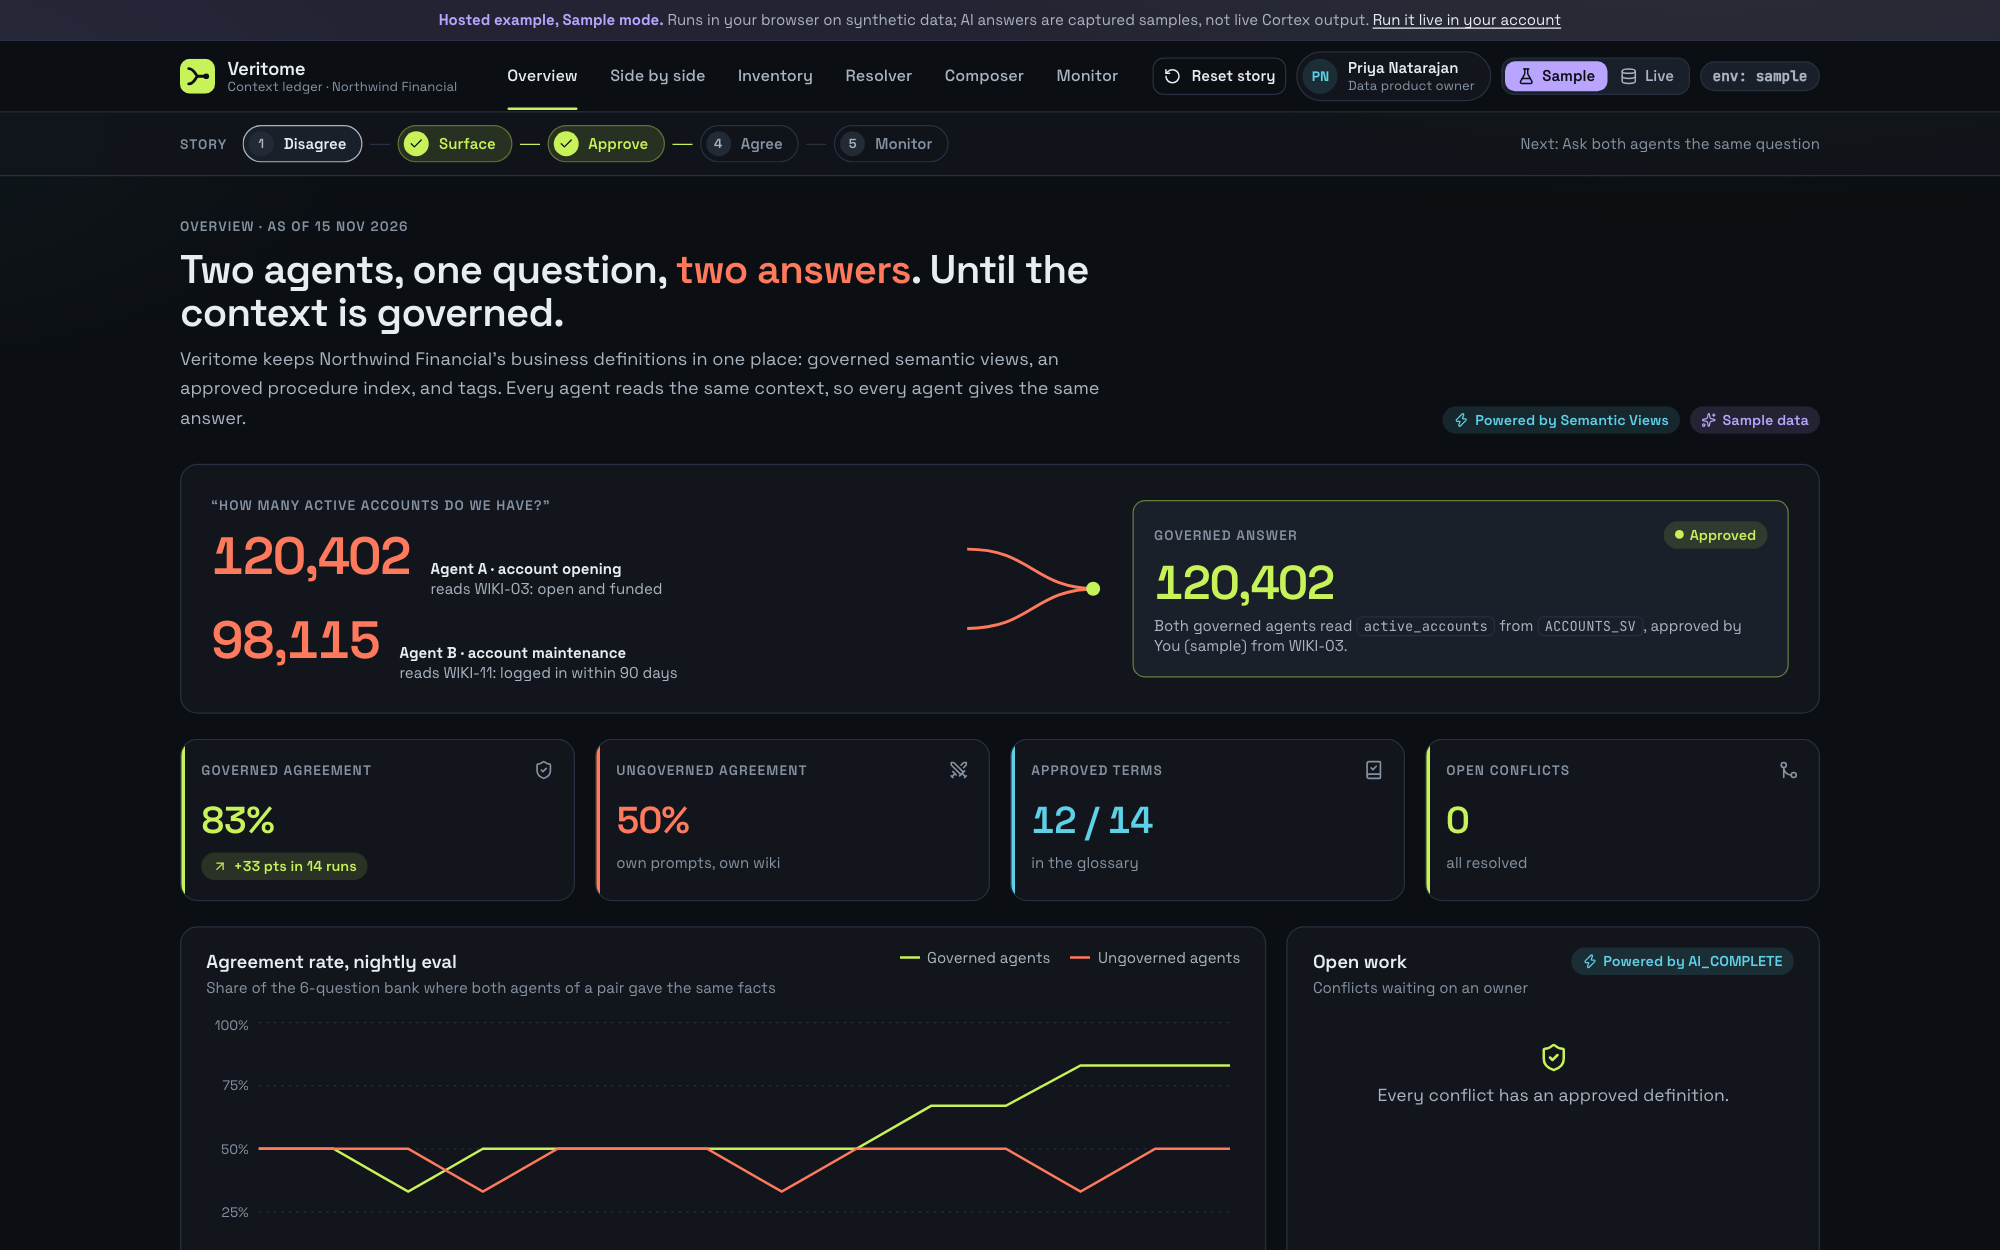 Hosted example, Sample mode. Runs in your browser on synthetic data; AI answers are captured samples, not live Cortex output. Run it live in your account
Veritome
Context ledger · Northwind Financial
Overview
Side by side
Inventory
Resolver
Composer
Monitor
Reset story
PN
Priya Natarajan
Data product owner
Sample
Live
env: sample
STORY
1 Disagree
Surface
Approve
4 Agree
5 Monitor
Next: Ask both agents the same question
OVERVIEW · AS OF 15 NOV 2026
Two agents, one question, two answers. Until the
context is governed.
Veritome keeps Northwind Financial's business definitions in one place: governed semantic views, an
approved procedure index, and tags. Every agent reads the same context, so every agent gives the same
answer.
Powered by Semantic Views
Sample data
“HOW MANY ACTIVE ACCOUNTS DO WE HAVE?”
120,402
Agent A · account opening
reads WIKI-03: open and funded
98,115
Agent B · account maintenance
reads WIKI-11: logged in within 90 days
GOVERNED ANSWER
Approved
120,402
Both governed agents read active_accounts from ACCOUNTS_SV, approved by
You (sample) from WIKI-03.
GOVERNED AGREEMENT
83%
+33 pts in 14 runs
UNGOVERNED AGREEMENT
50%
own prompts, own wiki
APPROVED TERMS
12 / 14
in the glossary
OPEN CONFLICTS
0
all resolved
Agreement rate, nightly eval
Share of the 6-question bank where both agents of a pair gave the same facts
Governed agents
Ungoverned agents
100%
75%
50%
25%
Open work
Powered by AI_COMPLETE
Conflicts waiting on an owner
Every conflict has an approved definition.